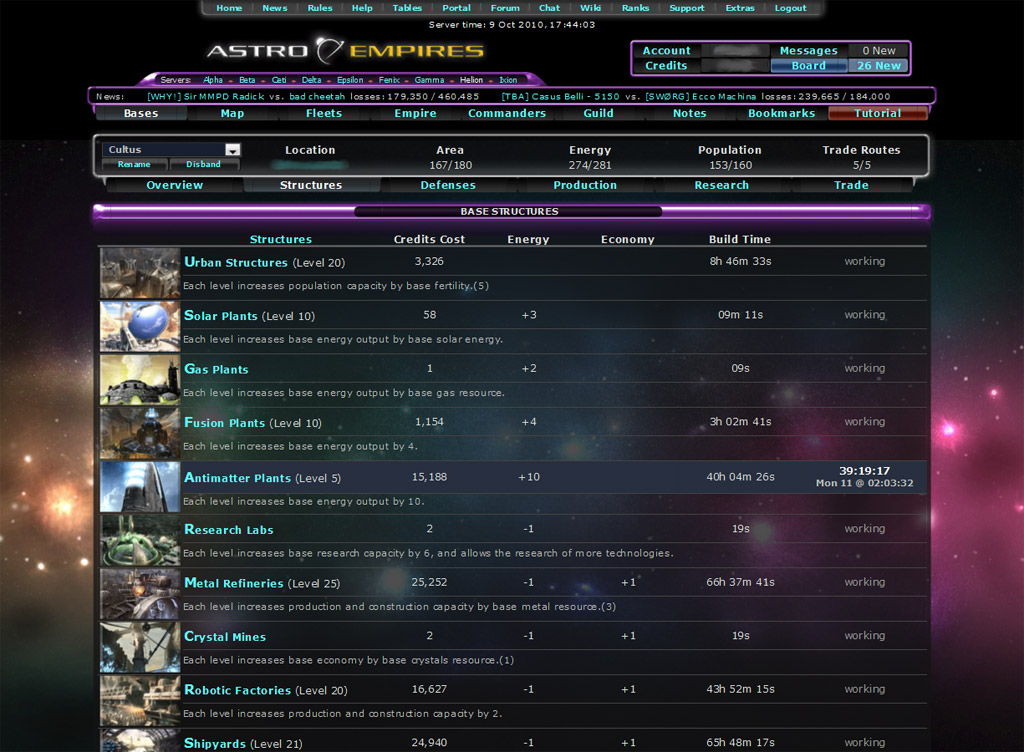 Home News Rules Help Tables Portal Forum Chat Wiki Ranks Support Extras Logout
Server time: 9 Oct 2010, 17:44:03
ASTRO EMPIRES
Account Messages 0 New
Credits Board 26 New
Servers: Alpha - Beta - Ceti - Delta - Epsilon - Fenix - Gamma - Helion - Ixion
News: [WHY!] Sir MMPD Radick vs. bad cheetah losses: 179,350 / 460,485 [TBA] Casus Belli - 5150 vs. [SWØRG] Ecco Machina losses: 239,665 / 184,000
Bases Map Fleets Empire Commanders Guild Notes Bookmarks Tutorial
Cultus Location Area Energy Population Trade Routes
Rename Disband 167/180 274/281 153/160 5/5
Overview Structures Defenses Production Research Trade
BASE STRUCTURES
Structures Credits Cost Energy Economy Build Time
Urban Structures (Level 20) 3,326 8h 46m 33s working
Each level increases population capacity by base fertility.(5)
Solar Plants (Level 10) 58 +3 09m 11s working
Each level increases base energy output by base solar energy.
Gas Plants 1 +2 09s working
Each level increases base energy output by base gas resource.
Fusion Plants (Level 10) 1,154 +4 3h 02m 41s working
Each level increases base energy output by 4.
Antimatter Plants (Level 5) 15,188 +10 40h 04m 26s 39:19:17
Mon 11 @ 02:03:32
Each level increases base energy output by 10.
Research Labs 2 -1 19s working
Each level increases base research capacity by 6, and allows the research of more technologies.
Metal Refineries (Level 25) 25,252 -1 +1 66h 37m 41s working
Each level increases production and construction capacity by base metal resource.(3)
Crystal Mines 2 -1 +1 19s working
Each level increases base economy by base crystals resource.(1)
Robotic Factories (Level 20) 16,627 -1 +1 43h 52m 15s working
Each level increases production and construction capacity by 2.
Shipyards (Level 21) 24,940 -1 +1 65h 48m 17s working